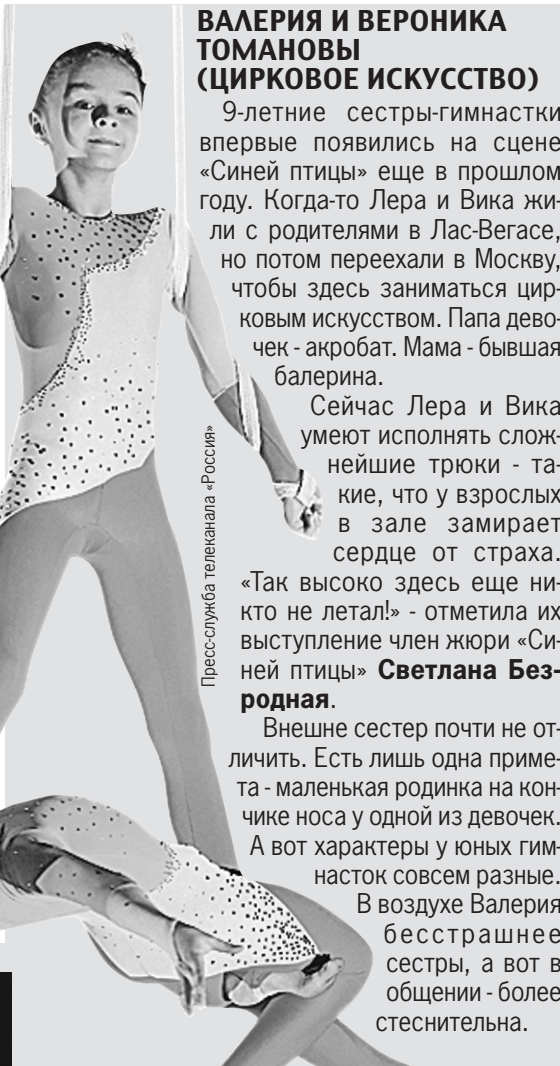 ВАЛЕРИЯ И ВЕРОНИКА
ТОМАНОВЫ
(ЦИРКОВОЕ ИСКУССТВО)
9-летние сестры-гимнастки
впервые появились на сцене
«Синей птицы» еще в прошлом
году. Когда-то Лера и Вика жи-
ли с родителями в Лас-Вегасе,
но потом переехали в Москву,
чтобы здесь заниматься цир-
ковым искусством. Папа дево-
чек - акробат. Мама - бывшая
балерина.
Сейчас Лера и Вика
умеют исполнять слож-
нейшие трюки - та-
кие, что у взрослых
в зале замирает
сердце от страха.
«Так высоко здесь еще ни-
кто не летал!» - отметила их
выступление член жюри «Си-
ней птицы» Светлана Без-
родная.
Внешне сестер почти не от-
личить. Есть лишь одна приме-
та - маленькая родинка на кон-
чике носа у одной из девочек.
А вот характеры у юных гим-
насток совсем разные.
В воздухе Валерия
бесстрашнее
сестры, а вот в
общении - более
стеснительна.
Пресс-служба телеканала «Россия»